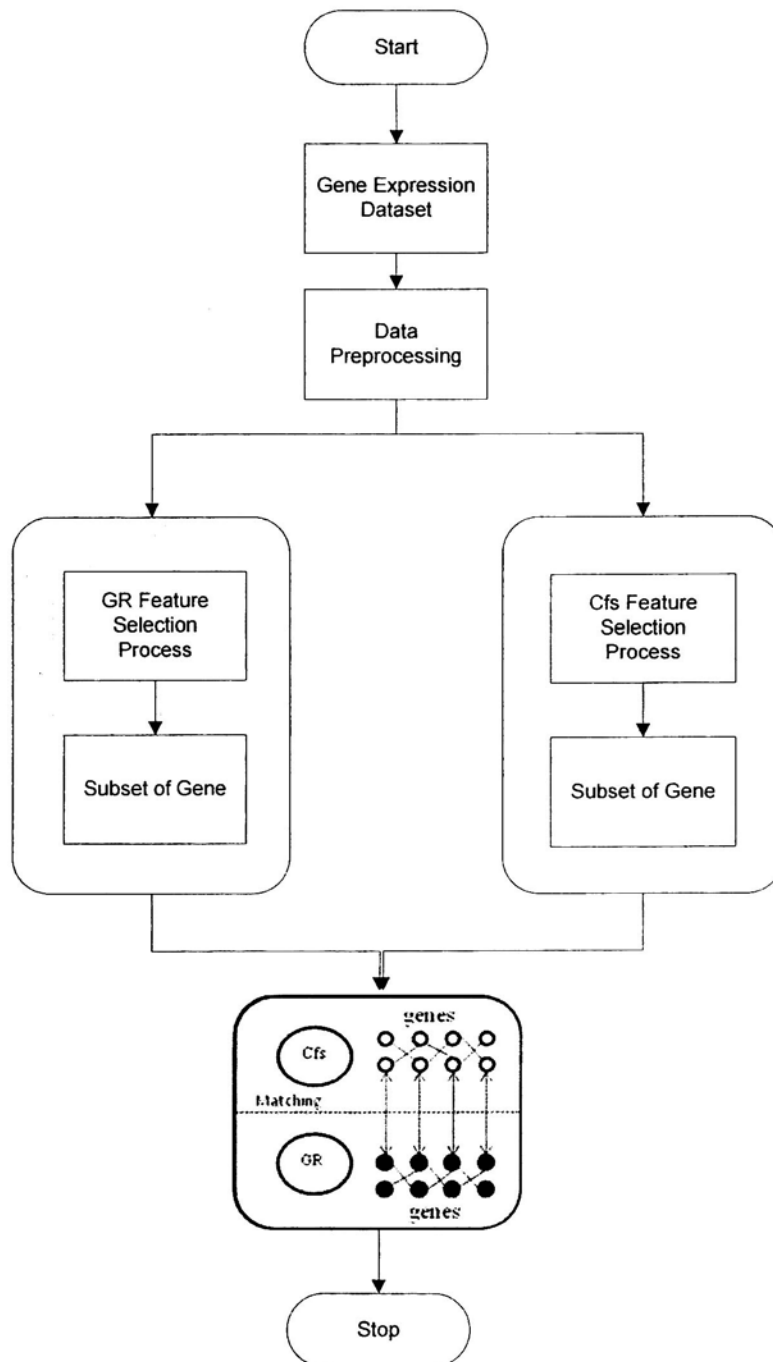 Start
Gene Expression
Dataset
Data
Preprocessing
GR Feature
Selection
Process
Subset of Gene
Cfs Feature
Selection
Process
Subset of Gene
genes
Cfs
Matching
GR
genes
Stop